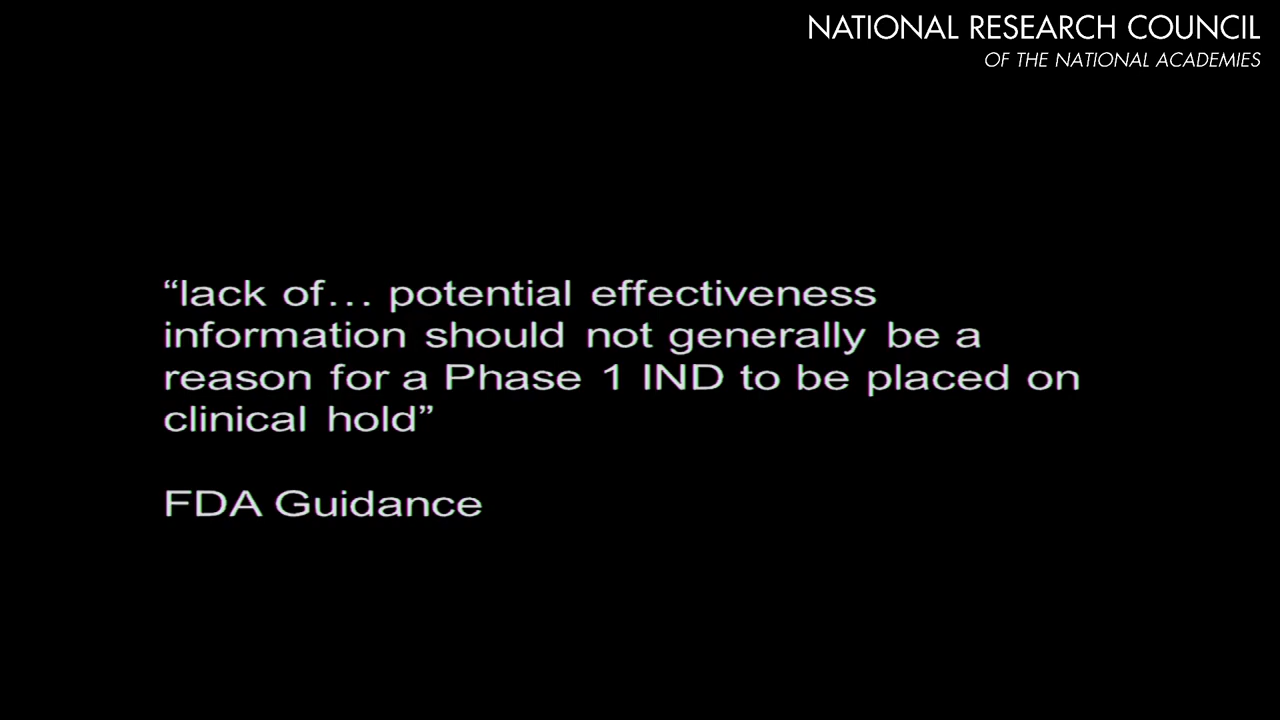 NATIONAL RESEARCH COUNCIL
OF THE NATIONAL ACADEMIES
“lack of… potential effectiveness
information should not generally be a
reason for a Phase 1 IND to be placed on
clinical hold”
FDA Guidance